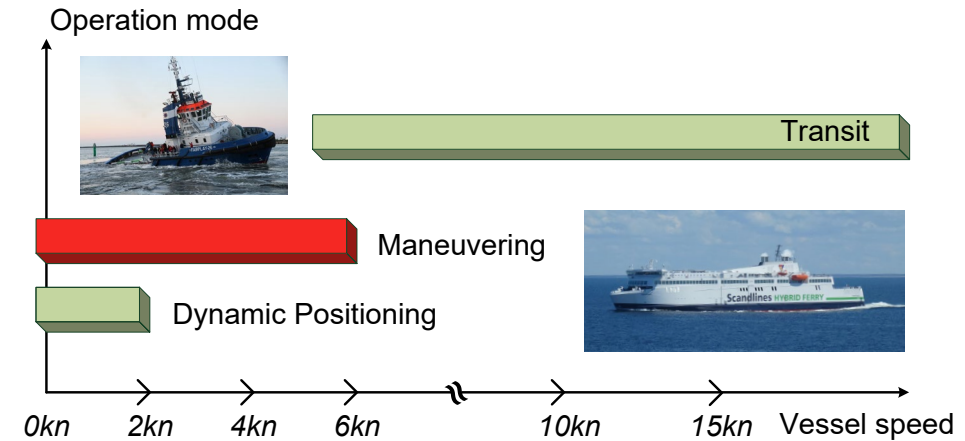 Operation mode
Transit
Maneuvering
Scandlines HYBRID FERRY
Dynamic Positioning
0kn 2kn 4kn 6kn 10kn 15kn Vessel speed